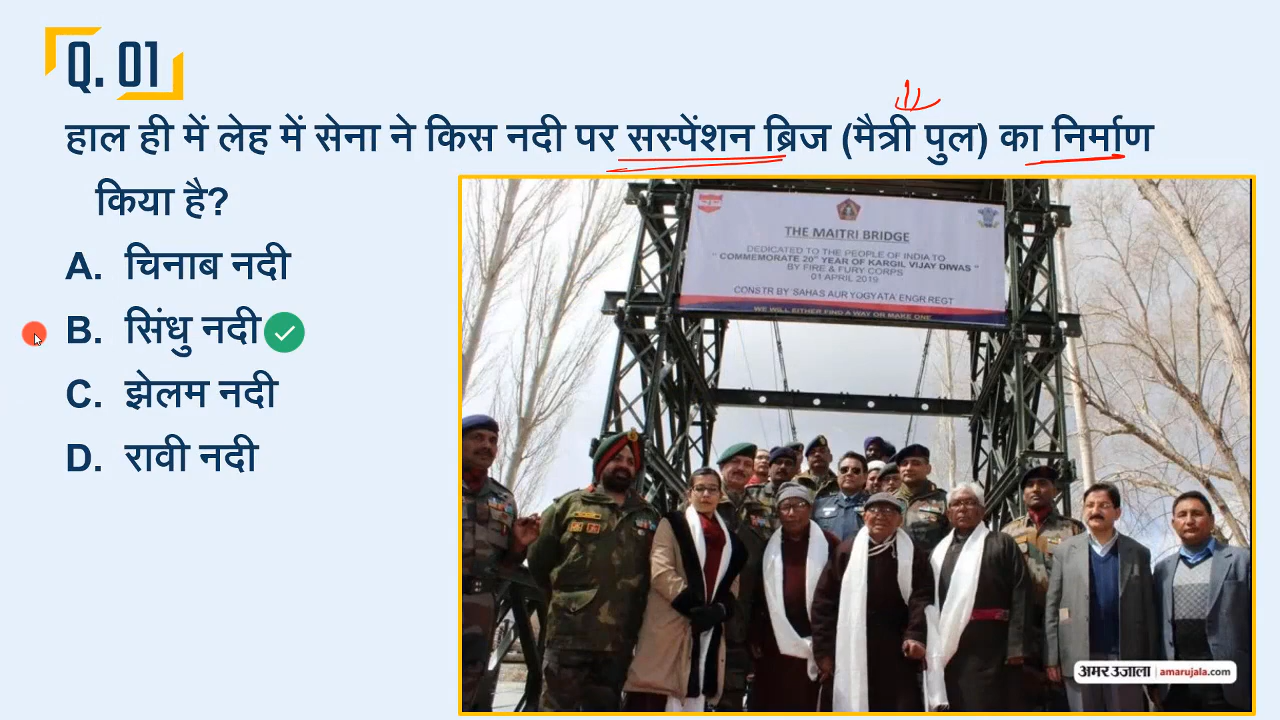 Q. 01
हाल ही में लेह में सेना ने किस नदी पर सस्पेंशन ब्रिज (मैत्री पुल) का निर्माण
किया है?
A. चिनाब नदी
B. सिंधु नदी
C. झेलम नदी
D. रावी नदी
THE MAITRI BRIDGE
DEDICATED TO THE PEOPLE OF INDIA TO
" COMMEMORATE 20th YEAR OF KARGIL VIJAY DIWAS "
BY FIRE & FURY CORPS
01 APRIL 2019
CONSTR BY 'SAHAS AUR YOGYATA' ENGR REGT
WE WILL EITHER FIND A WAY OR MAKE ONE
अमर उजाला | amarujala.com